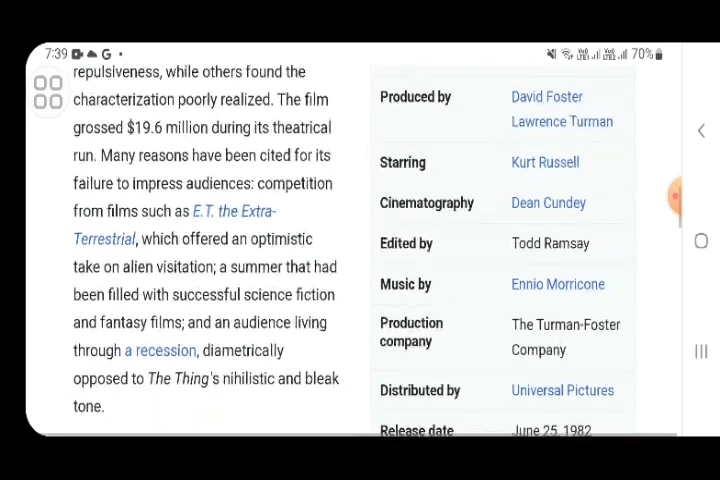 7:39 G • 70%
repulsiveness, while others found the
characterization poorly realized. The film
grossed $19.6 million during its theatrical
run. Many reasons have been cited for its
failure to impress audiences: competition
from films such as E.T. the Extra-
Terrestrial, which offered an optimistic
take on alien visitation; a summer that had
been filled with successful science fiction
and fantasy films; and an audience living
through a recession, diametrically
opposed to The Thing's nihilistic and bleak
tone.
Produced by David Foster
Lawrence Turman
Starring Kurt Russell
Cinematography Dean Cundey
Edited by Todd Ramsay
Music by Ennio Morricone
Production The Turman-Foster
company Company
Distributed by Universal Pictures
Release date June 25, 1982